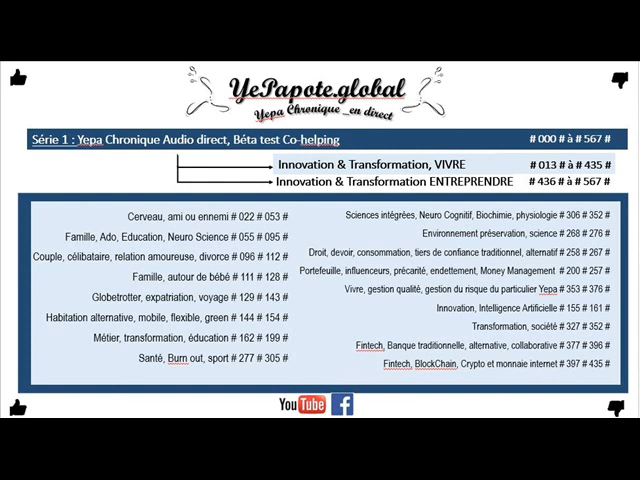 YePapote.global
Yepa Chronique _en direct
Série 1 : Yepa Chronique Audio direct, Béta test Co-helping # 000 # à # 567 #
Innovation & Transformation, VIVRE # 013 # à # 435 #
Innovation & Transformation ENTREPRENDRE # 436 # à # 567 #
Cerveau, ami ou ennemi # 022 # 053 #
Famille, Ado, Education, Neuro Science # 055 # 095 #
Couple, célibataire, relation amoureuse, divorce # 096 # 112 #
Famille, autour de bébé # 111 # 128 #
Globetrotter, expatriation, voyage # 129 # 143 #
Habitation alternative, mobile, flexible, green # 144 # 154 #
Métier, transformation, éducation # 162 # 199 #
Santé, Burn out, sport # 277 # 305 #
Sciences intégrées, Neuro Cognitif, Biochimie, physiologie # 306 # 352 #
Environnement préservation, science # 268 # 276 #
Droit, devoir, consommation, tiers de confiance traditionnel, alternatif # 258 # 267 #
Portefeuille, influenceurs, précarité, endettement, Money Management # 200 # 257 #
Vivre, gestion qualité, gestion du risque du particulier Yepa # 353 # 376 #
Innovation, Intelligence Artificielle # 155 # 161 #
Transformation, société # 327 # 352 #
Fintech, Banque traditionnelle, alternative, collaborative # 377 # 396 #
Fintech, BlockChain, Crypto et monnaie internet # 397 # 435 #
YouTube f